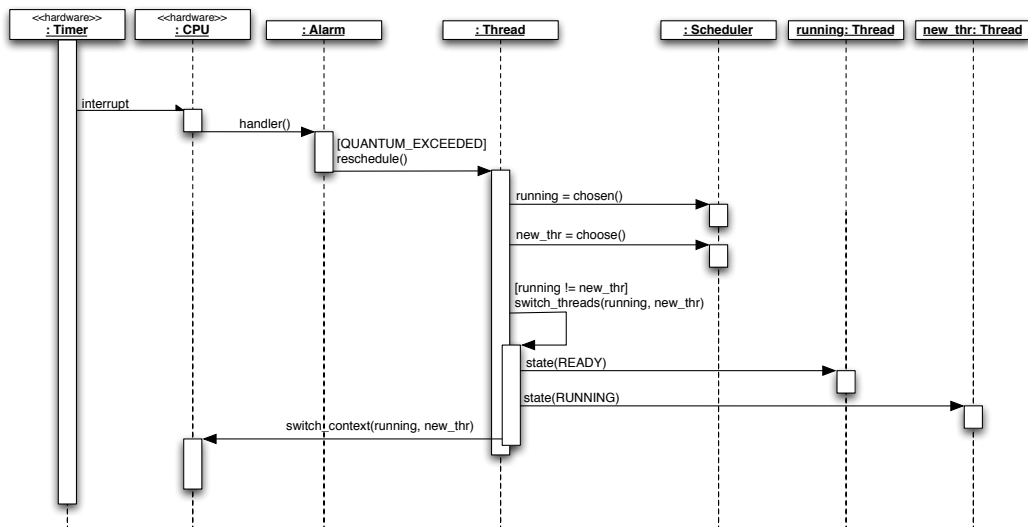 <<hardware>>
: Timer
<<hardware>>
: CPU
: Alarm
: Thread
: Scheduler
running: Thread
new_thr: Thread
interrupt
handler()
[QUANTUM_EXCEEDED]
reschedule()
running = chosen()
new_thr = choose()
[running != new_thr]
switch_threads(running, new_thr)
state(READY)
state(RUNNING)
switch_context(running, new_thr)